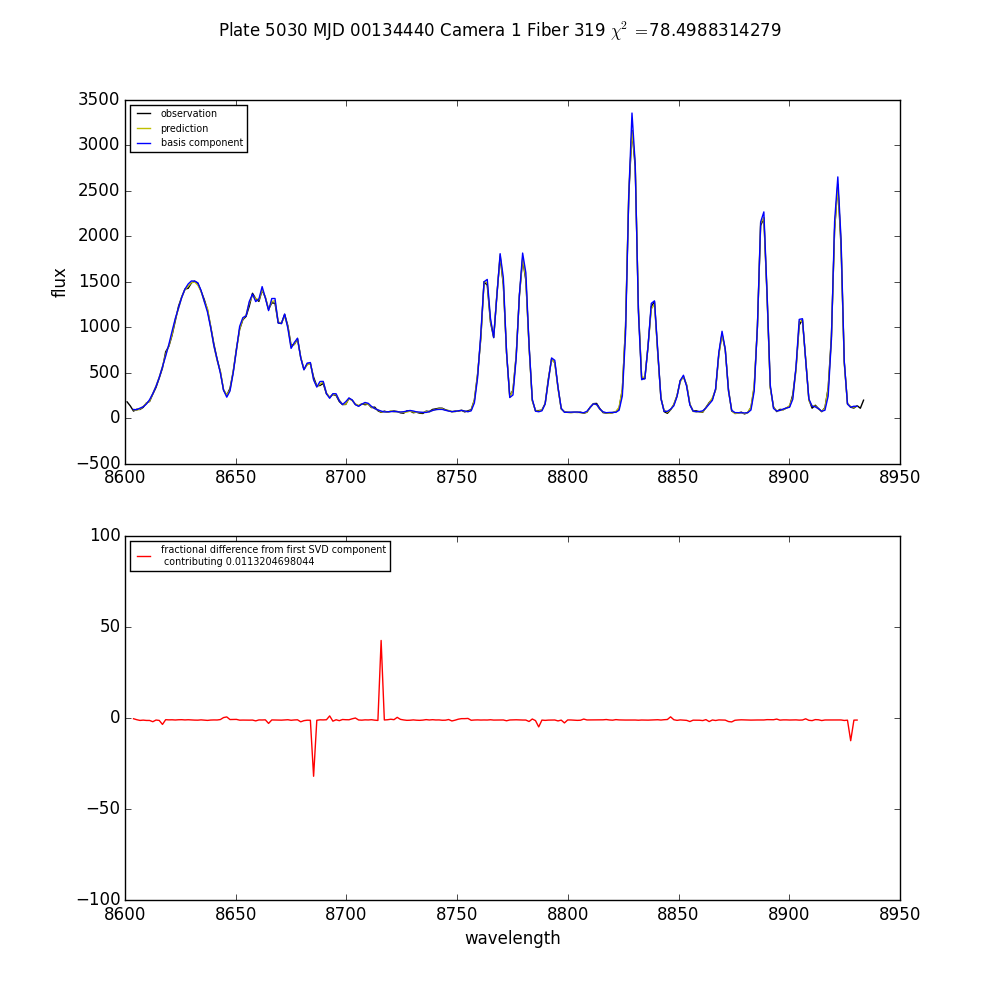 Plate 5030 MJD 00134440 Camera 1 Fiber 319 χ² =78.4988314279
3500
3000
2500
2000
1500
1000
500
0
−500
flux
observation
prediction
basis component
8600 8650 8700 8750 8800 8850 8900 8950
100
50
0
−50
−100
fractional difference from first SVD component
contributing 0.0113204698044
8600 8650 8700 8750 8800 8850 8900 8950
wavelength